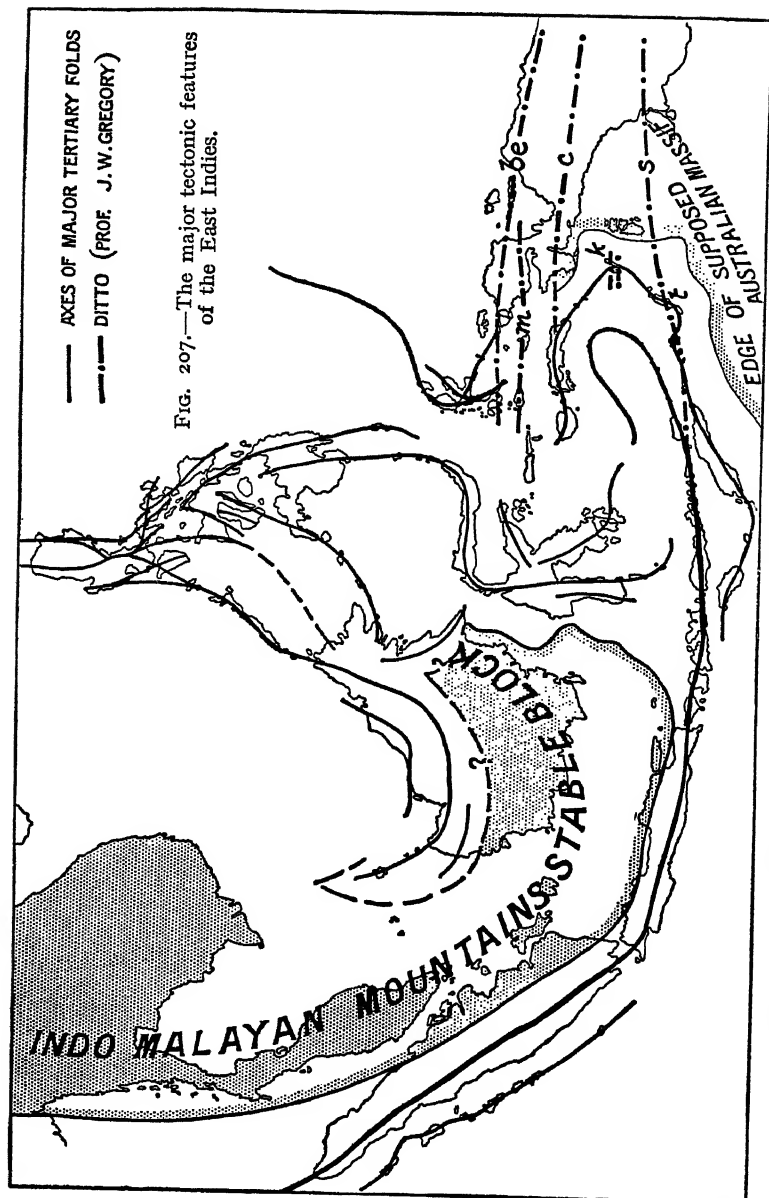 AXES OF MAJOR TERTIARY FOLDS
DITTO (PROF. J.W.GREGORY)
FIG. 207.—The major tectonic features
of the East Indies.
be
c
m
s
k
t
EDGE OF SUPPOSED MASSIF
AUSTRALIAN
INDO MALAYAN MOUNTAINS STABLE BLOCK
?
?